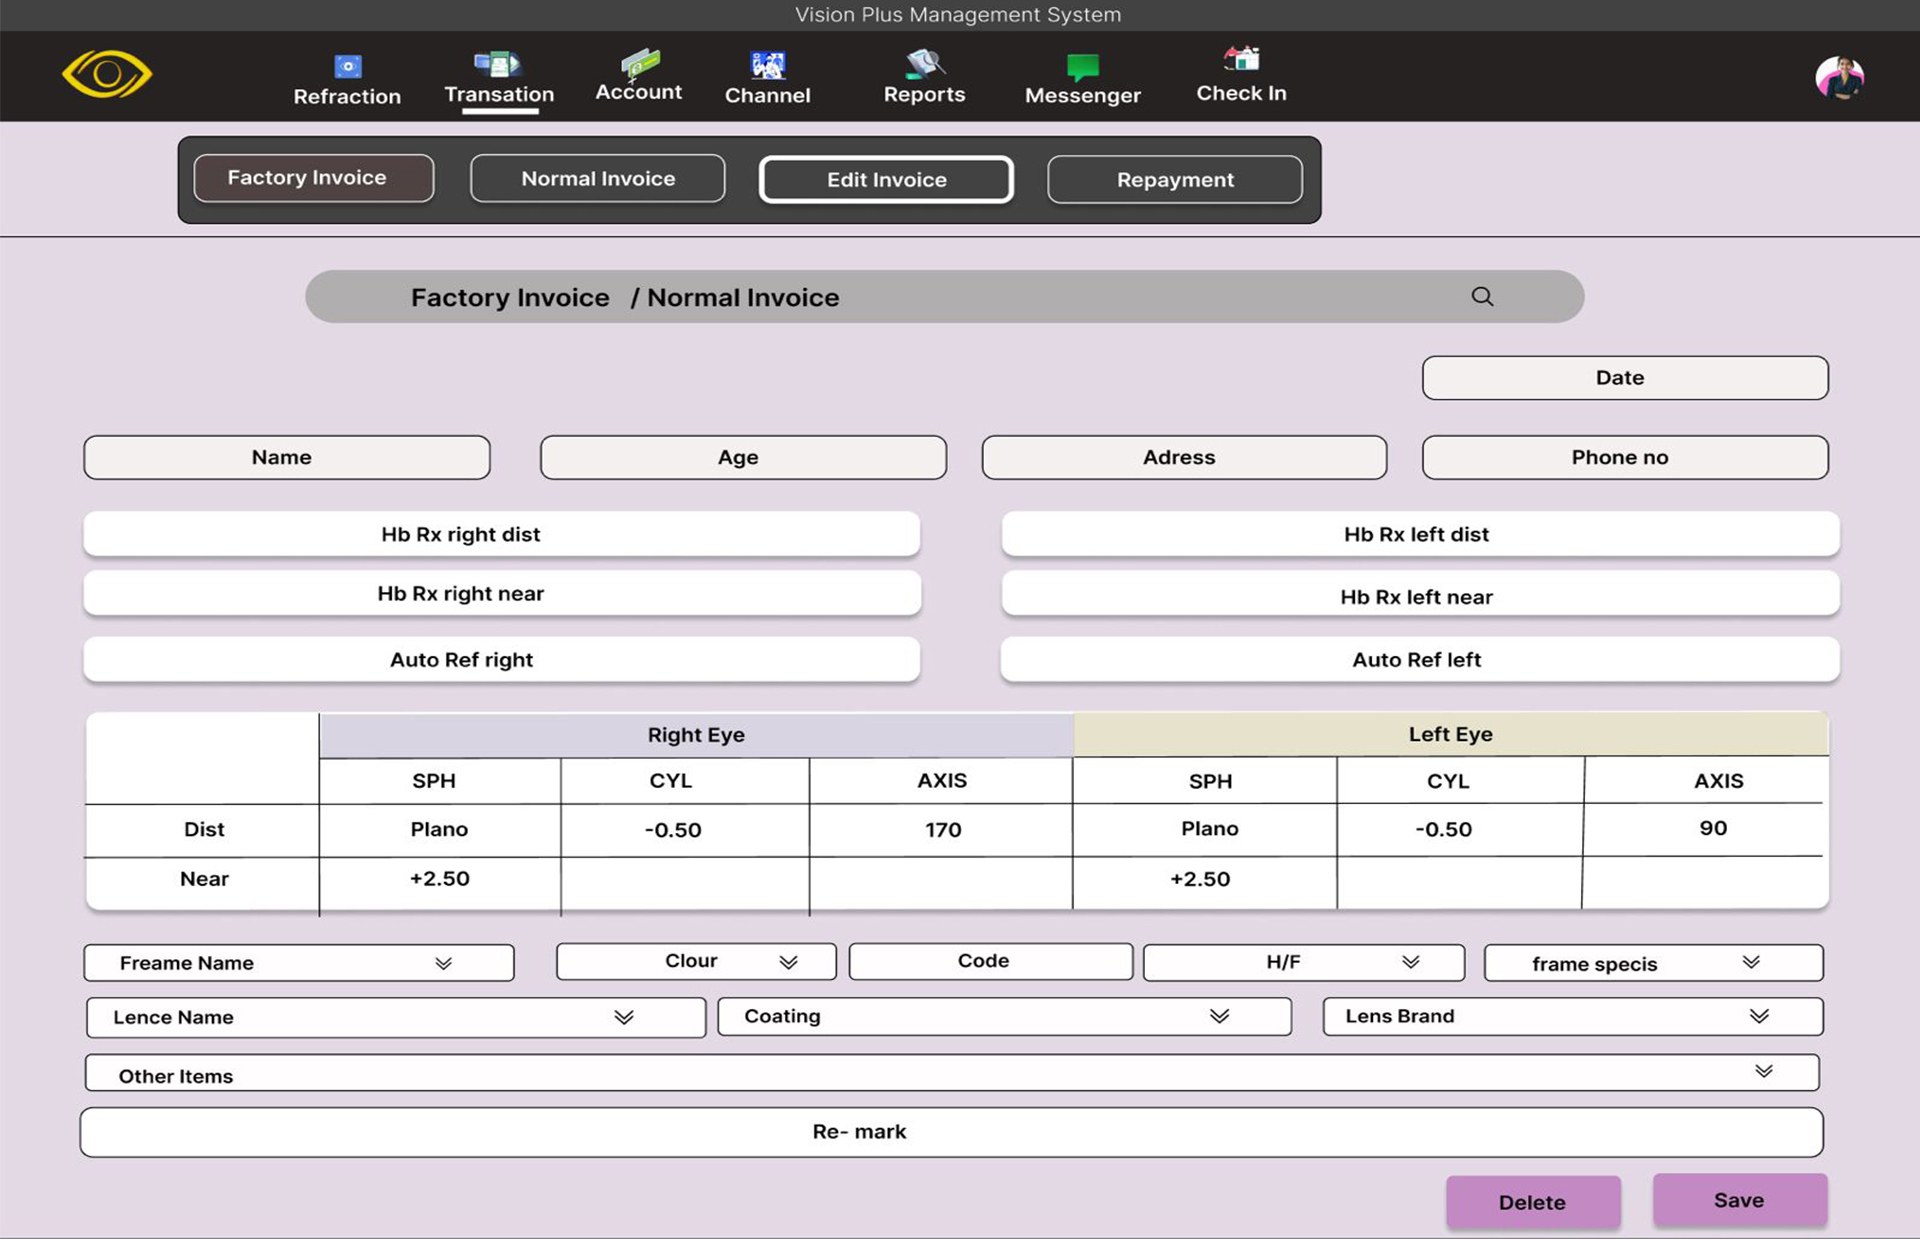 Vision Plus Management System
Refraction Transation Account Channel Reports Messenger Check In
Factory Invoice Normal Invoice Edit Invoice Repayment
Factory Invoice / Normal Invoice
Date
Name Age Adress Phone no
Hb Rx right dist Hb Rx left dist
Hb Rx right near Hb Rx left near
Auto Ref right Auto Ref left
Right Eye Left Eye
SPH CYL AXIS SPH CYL AXIS
Dist Plano -0.50 170 Plano -0.50 90
Near +2.50 +2.50
Freame Name Clour Code H/F frame specis
Lence Name Coating Lens Brand
Other Items
Re- mark
Delete Save